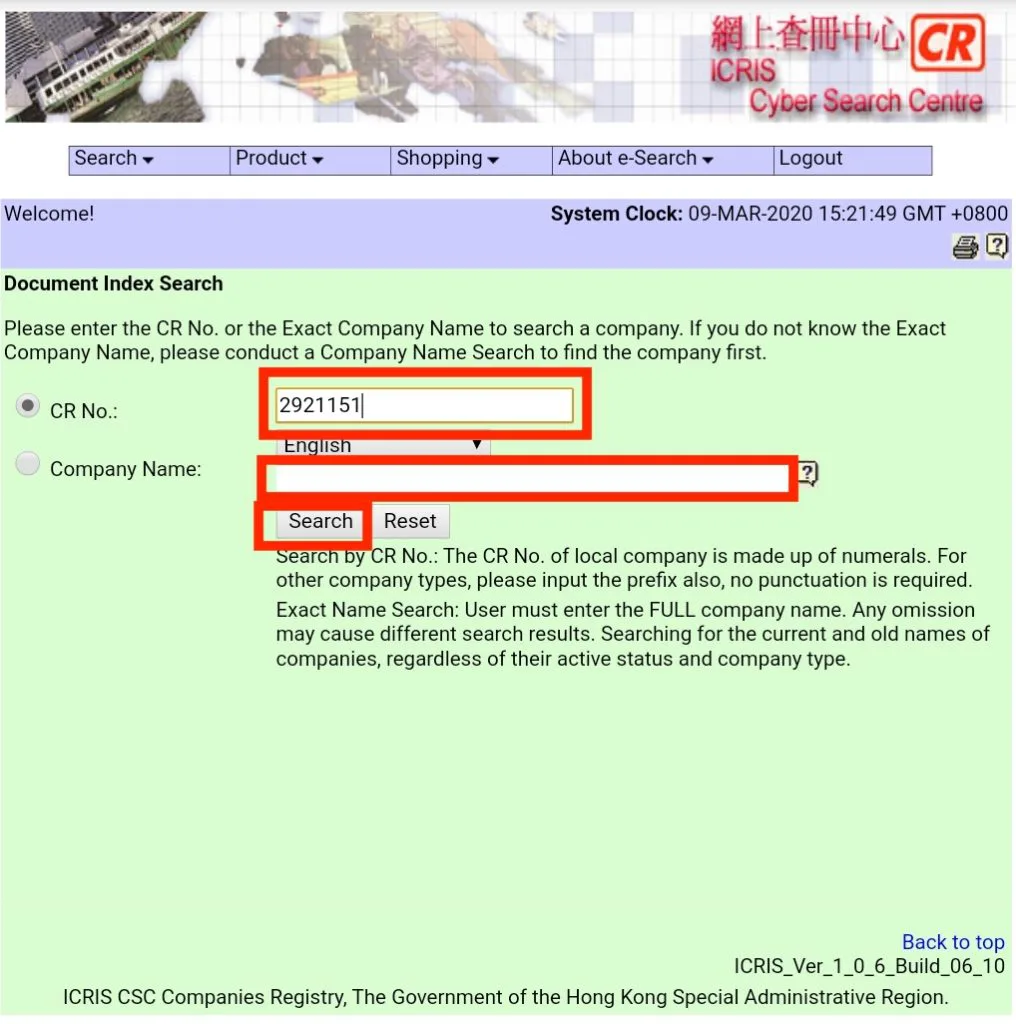 網上查冊中心 CR
ICRIS
Cyber Search Centre
Search Product Shopping About e-Search Logout
Welcome! System Clock: 09-MAR-2020 15:21:49 GMT +0800
?
Document Index Search
Please enter the CR No. or the Exact Company Name to search a company. If you do not know the Exact
Company Name, please conduct a Company Name Search to find the company first.
CR No.: 2921151
English
Company Name: ?
Search Reset
Search by CR No.: The CR No. of local company is made up of numerals. For
other company types, please input the prefix also, no punctuation is required.
Exact Name Search: User must enter the FULL company name. Any omission
may cause different search results. Searching for the current and old names of
companies, regardless of their active status and company type.
Back to top
ICRIS_Ver_1_0_6_Build_06_10
ICRIS CSC Companies Registry, The Government of the Hong Kong Special Administrative Region.